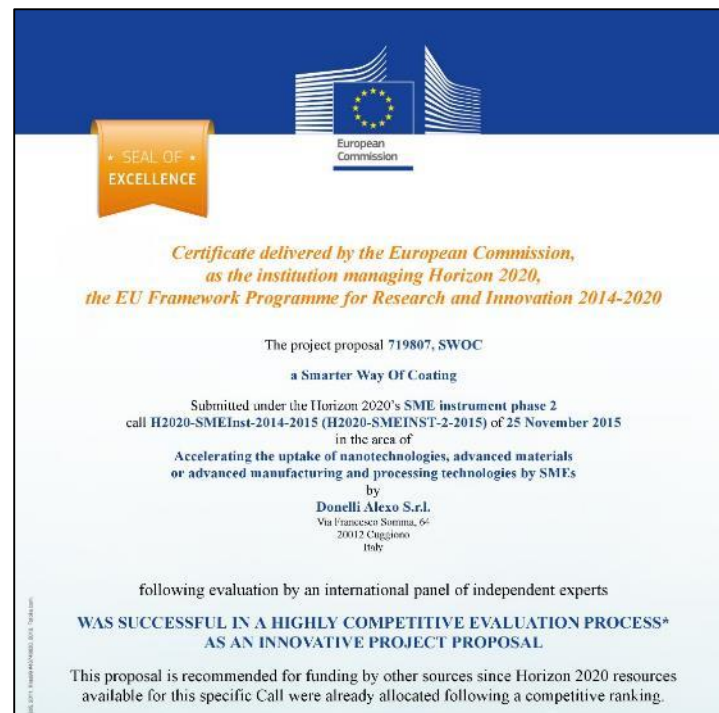 European
Commission
★ SEAL OF ★
EXCELLENCE
Certificate delivered by the European Commission,
as the institution managing Horizon 2020,
the EU Framework Programme for Research and Innovation 2014-2020
The project proposal 719807, SWOC
a Smarter Way Of Coating
Submitted under the Horizon 2020's SME instrument phase 2
call H2020-SMEInst-2014-2015 (H2020-SMEINST-2-2015) of 25 November 2015
in the area of
Accelerating the uptake of nanotechnologies, advanced materials
or advanced manufacturing and processing technologies by SMEs
by
Donelli Alexo S.r.l.
Via Francesco Somma, 64
20012 Cuggiono
Italy
following evaluation by an international panel of independent experts
WAS SUCCESSFUL IN A HIGHLY COMPETITIVE EVALUATION PROCESS*
AS AN INNOVATIVE PROJECT PROPOSAL
This proposal is recommended for funding by other sources since Horizon 2020 resources
available for this specific Call were already allocated following a competitive ranking.